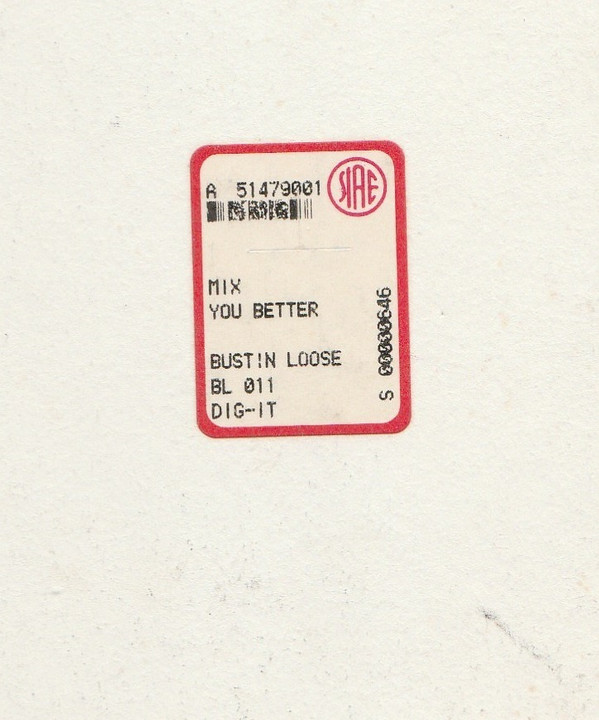 A 51479001
SIAE
MIX
YOU BETTER
BUSTIN LOOSE
BL 011
DIG-IT
S 00000646